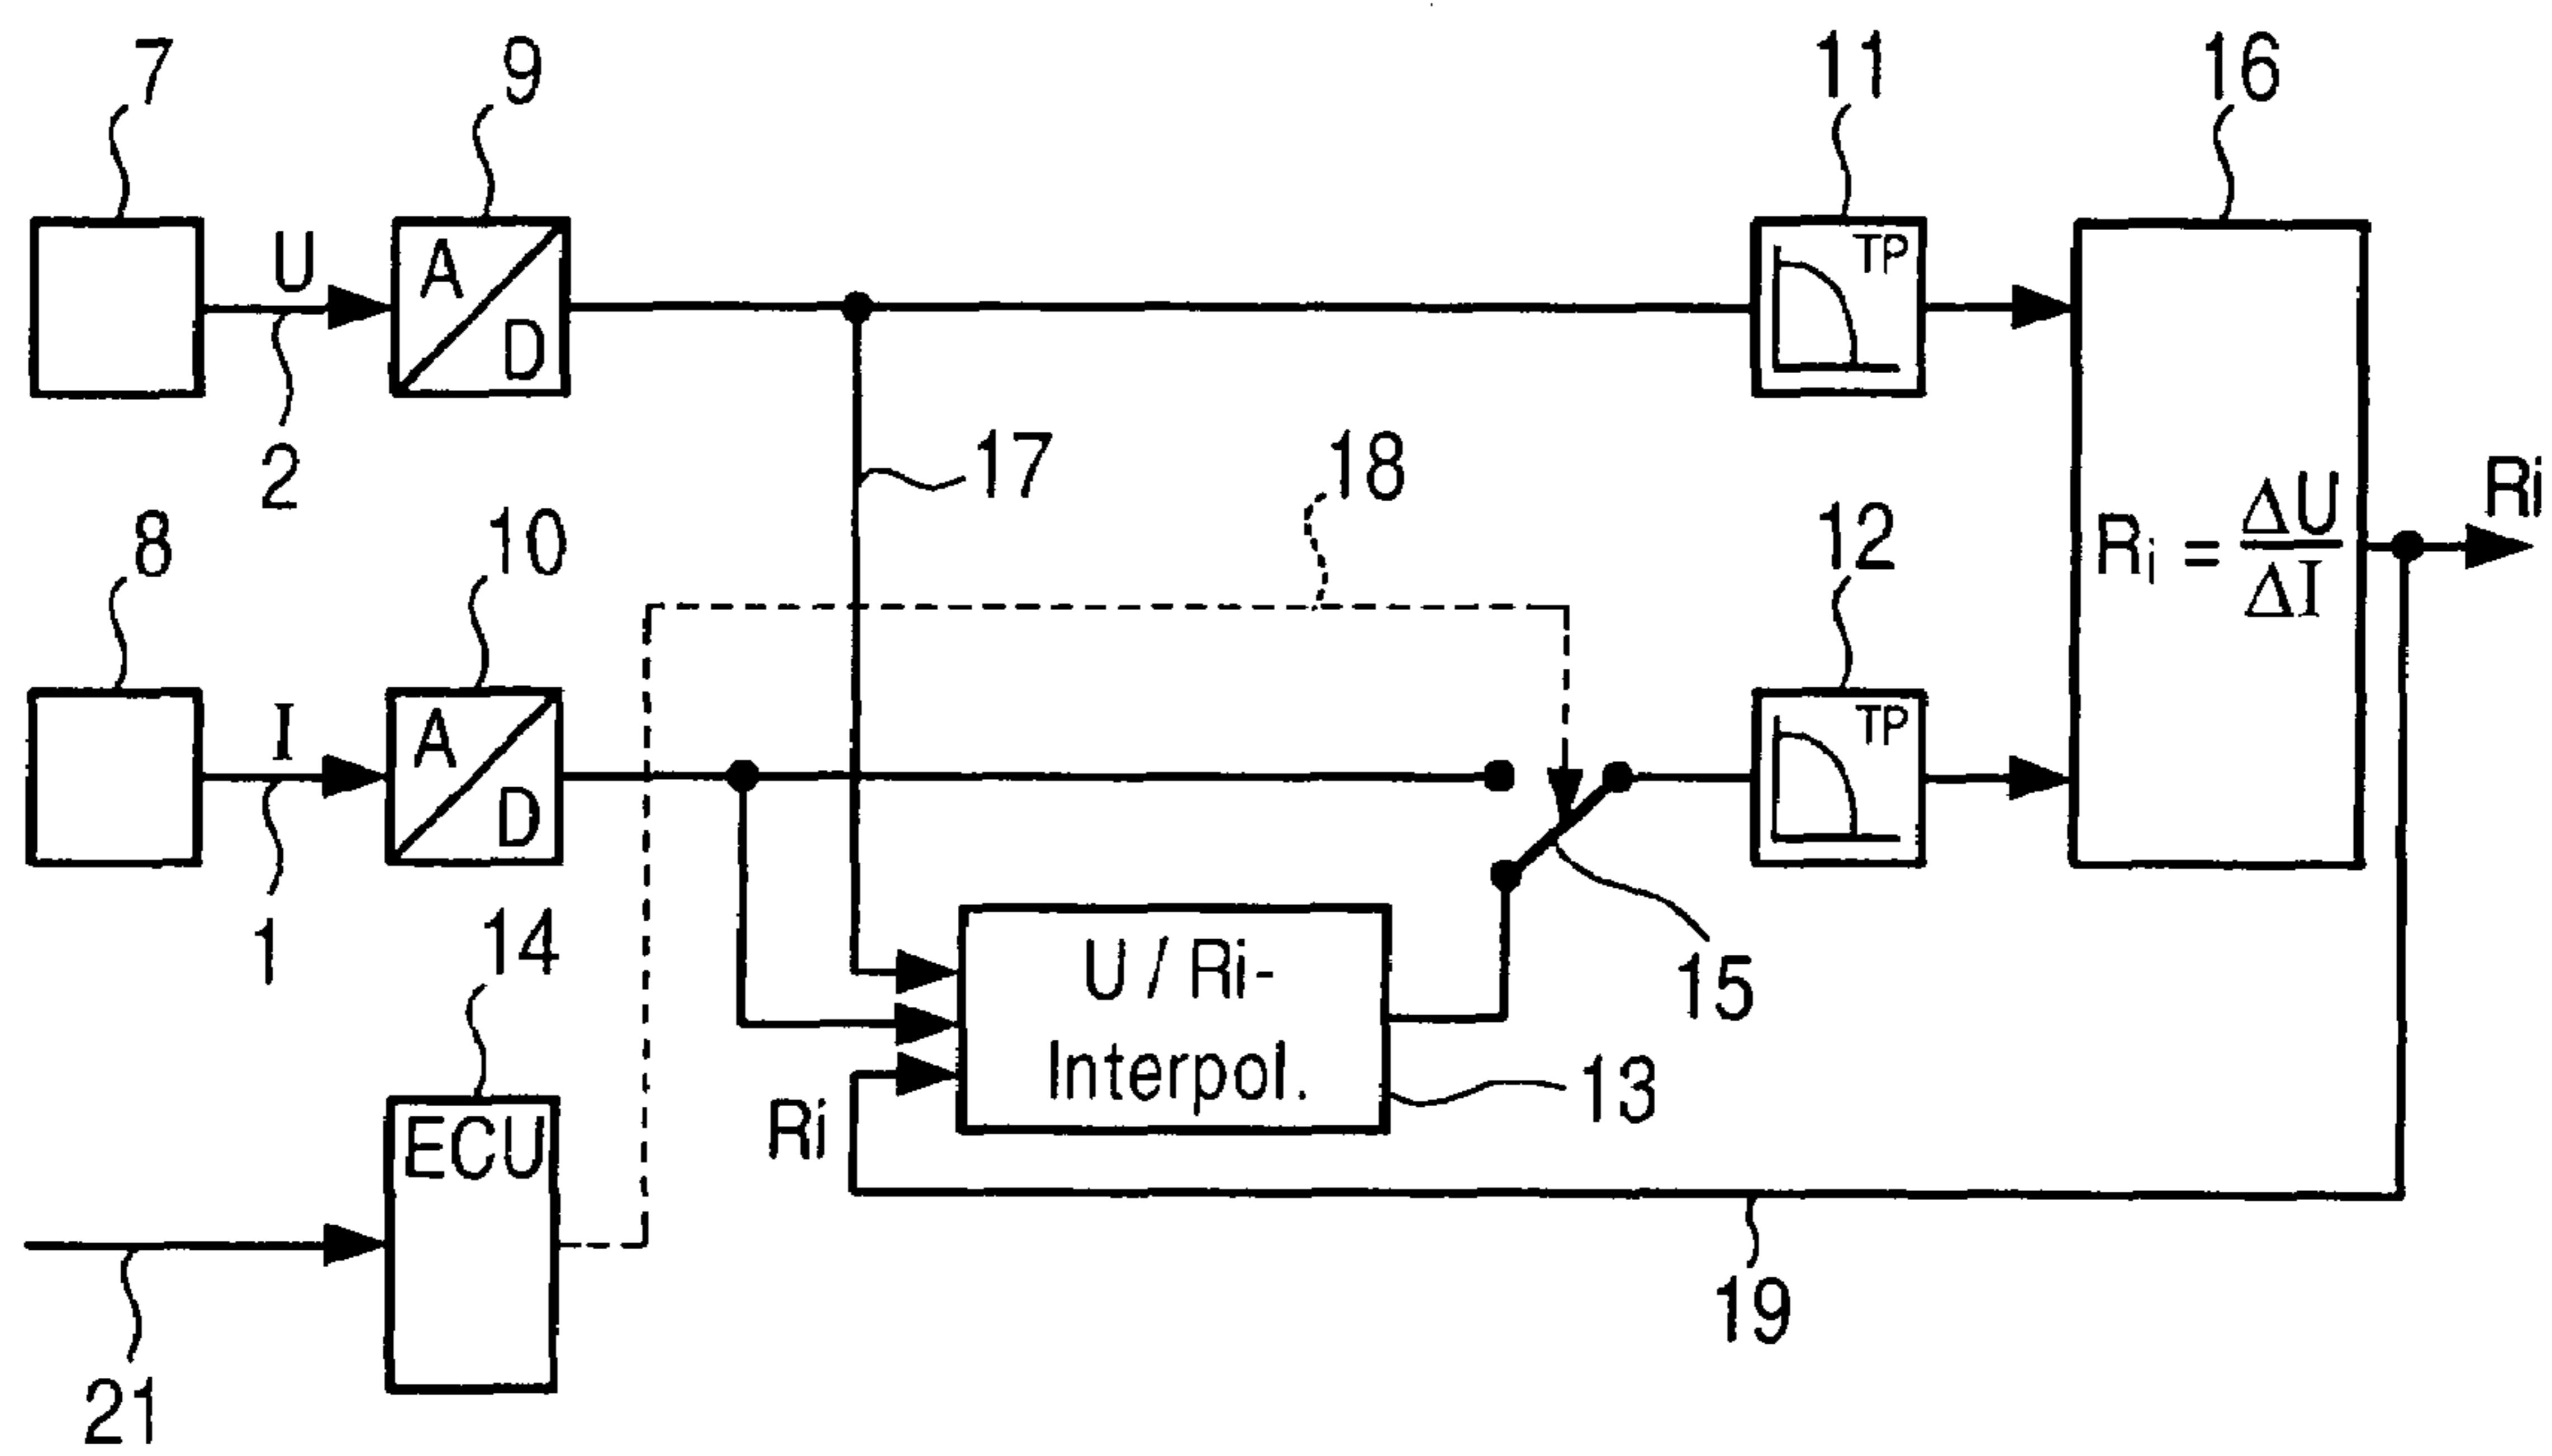 7
9
11
16
U
A
D
TP
2
17
18
8
10
12
Ri
Ri = ΔU/ΔI
I
A
D
TP
1
14
15
U / Ri-
Interpol.
13
Ri
ECU
19
21